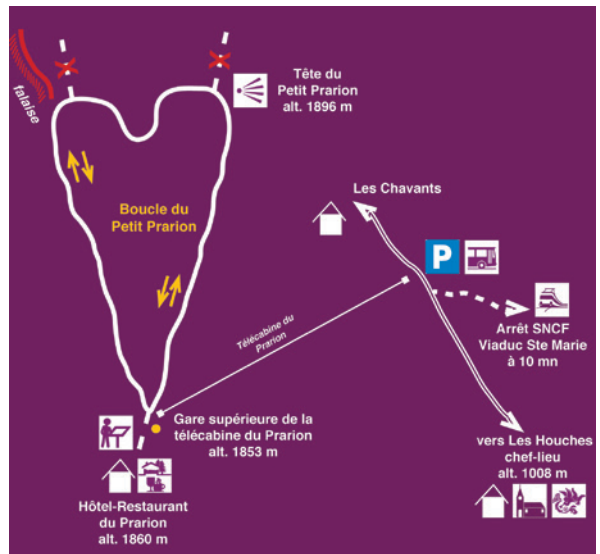 falaise
Tête du
Petit Prarion
alt. 1896 m
Boucle du
Petit Prarion
Les Chavants
P
Arrêt SNCF
Viaduc Ste Marie
à 10 mn
Télécabine du
Prarion
Gare supérieure de la
télécabine du Prarion
alt. 1853 m
vers Les Houches
chef-lieu
alt. 1008 m
Hôtel-Restaurant
du Prarion
alt. 1860 m